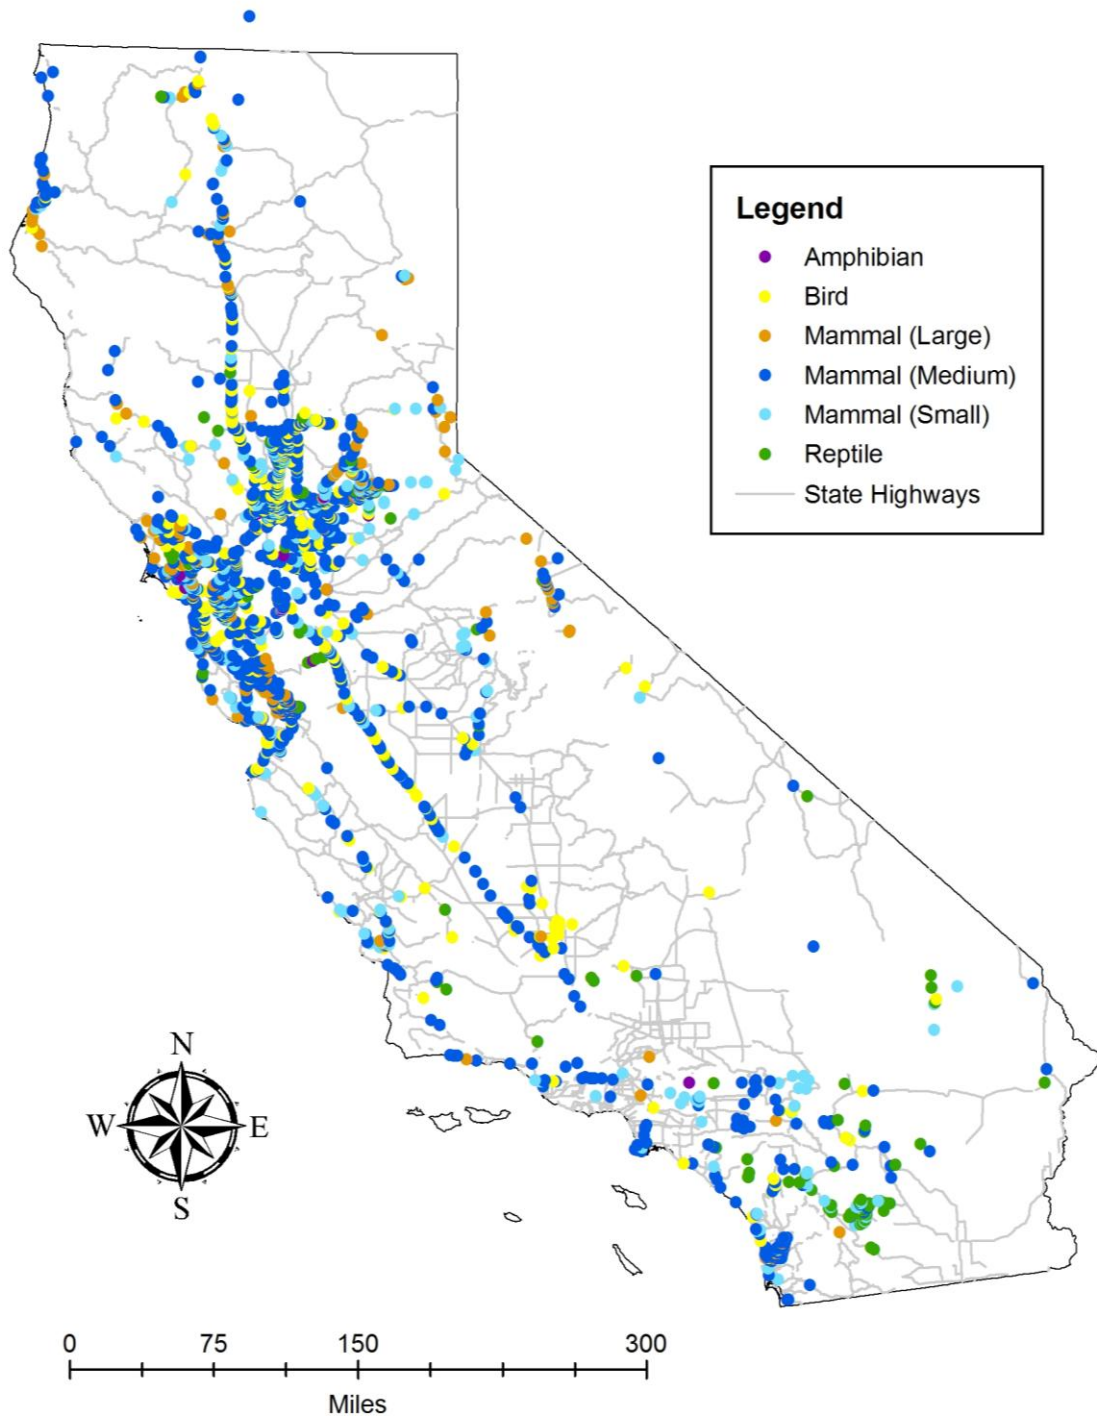 Legend
Amphibian
Bird
Mammal (Large)
Mammal (Medium)
Mammal (Small)
Reptile
State Highways
N
W E
S
0 75 150 300
Miles